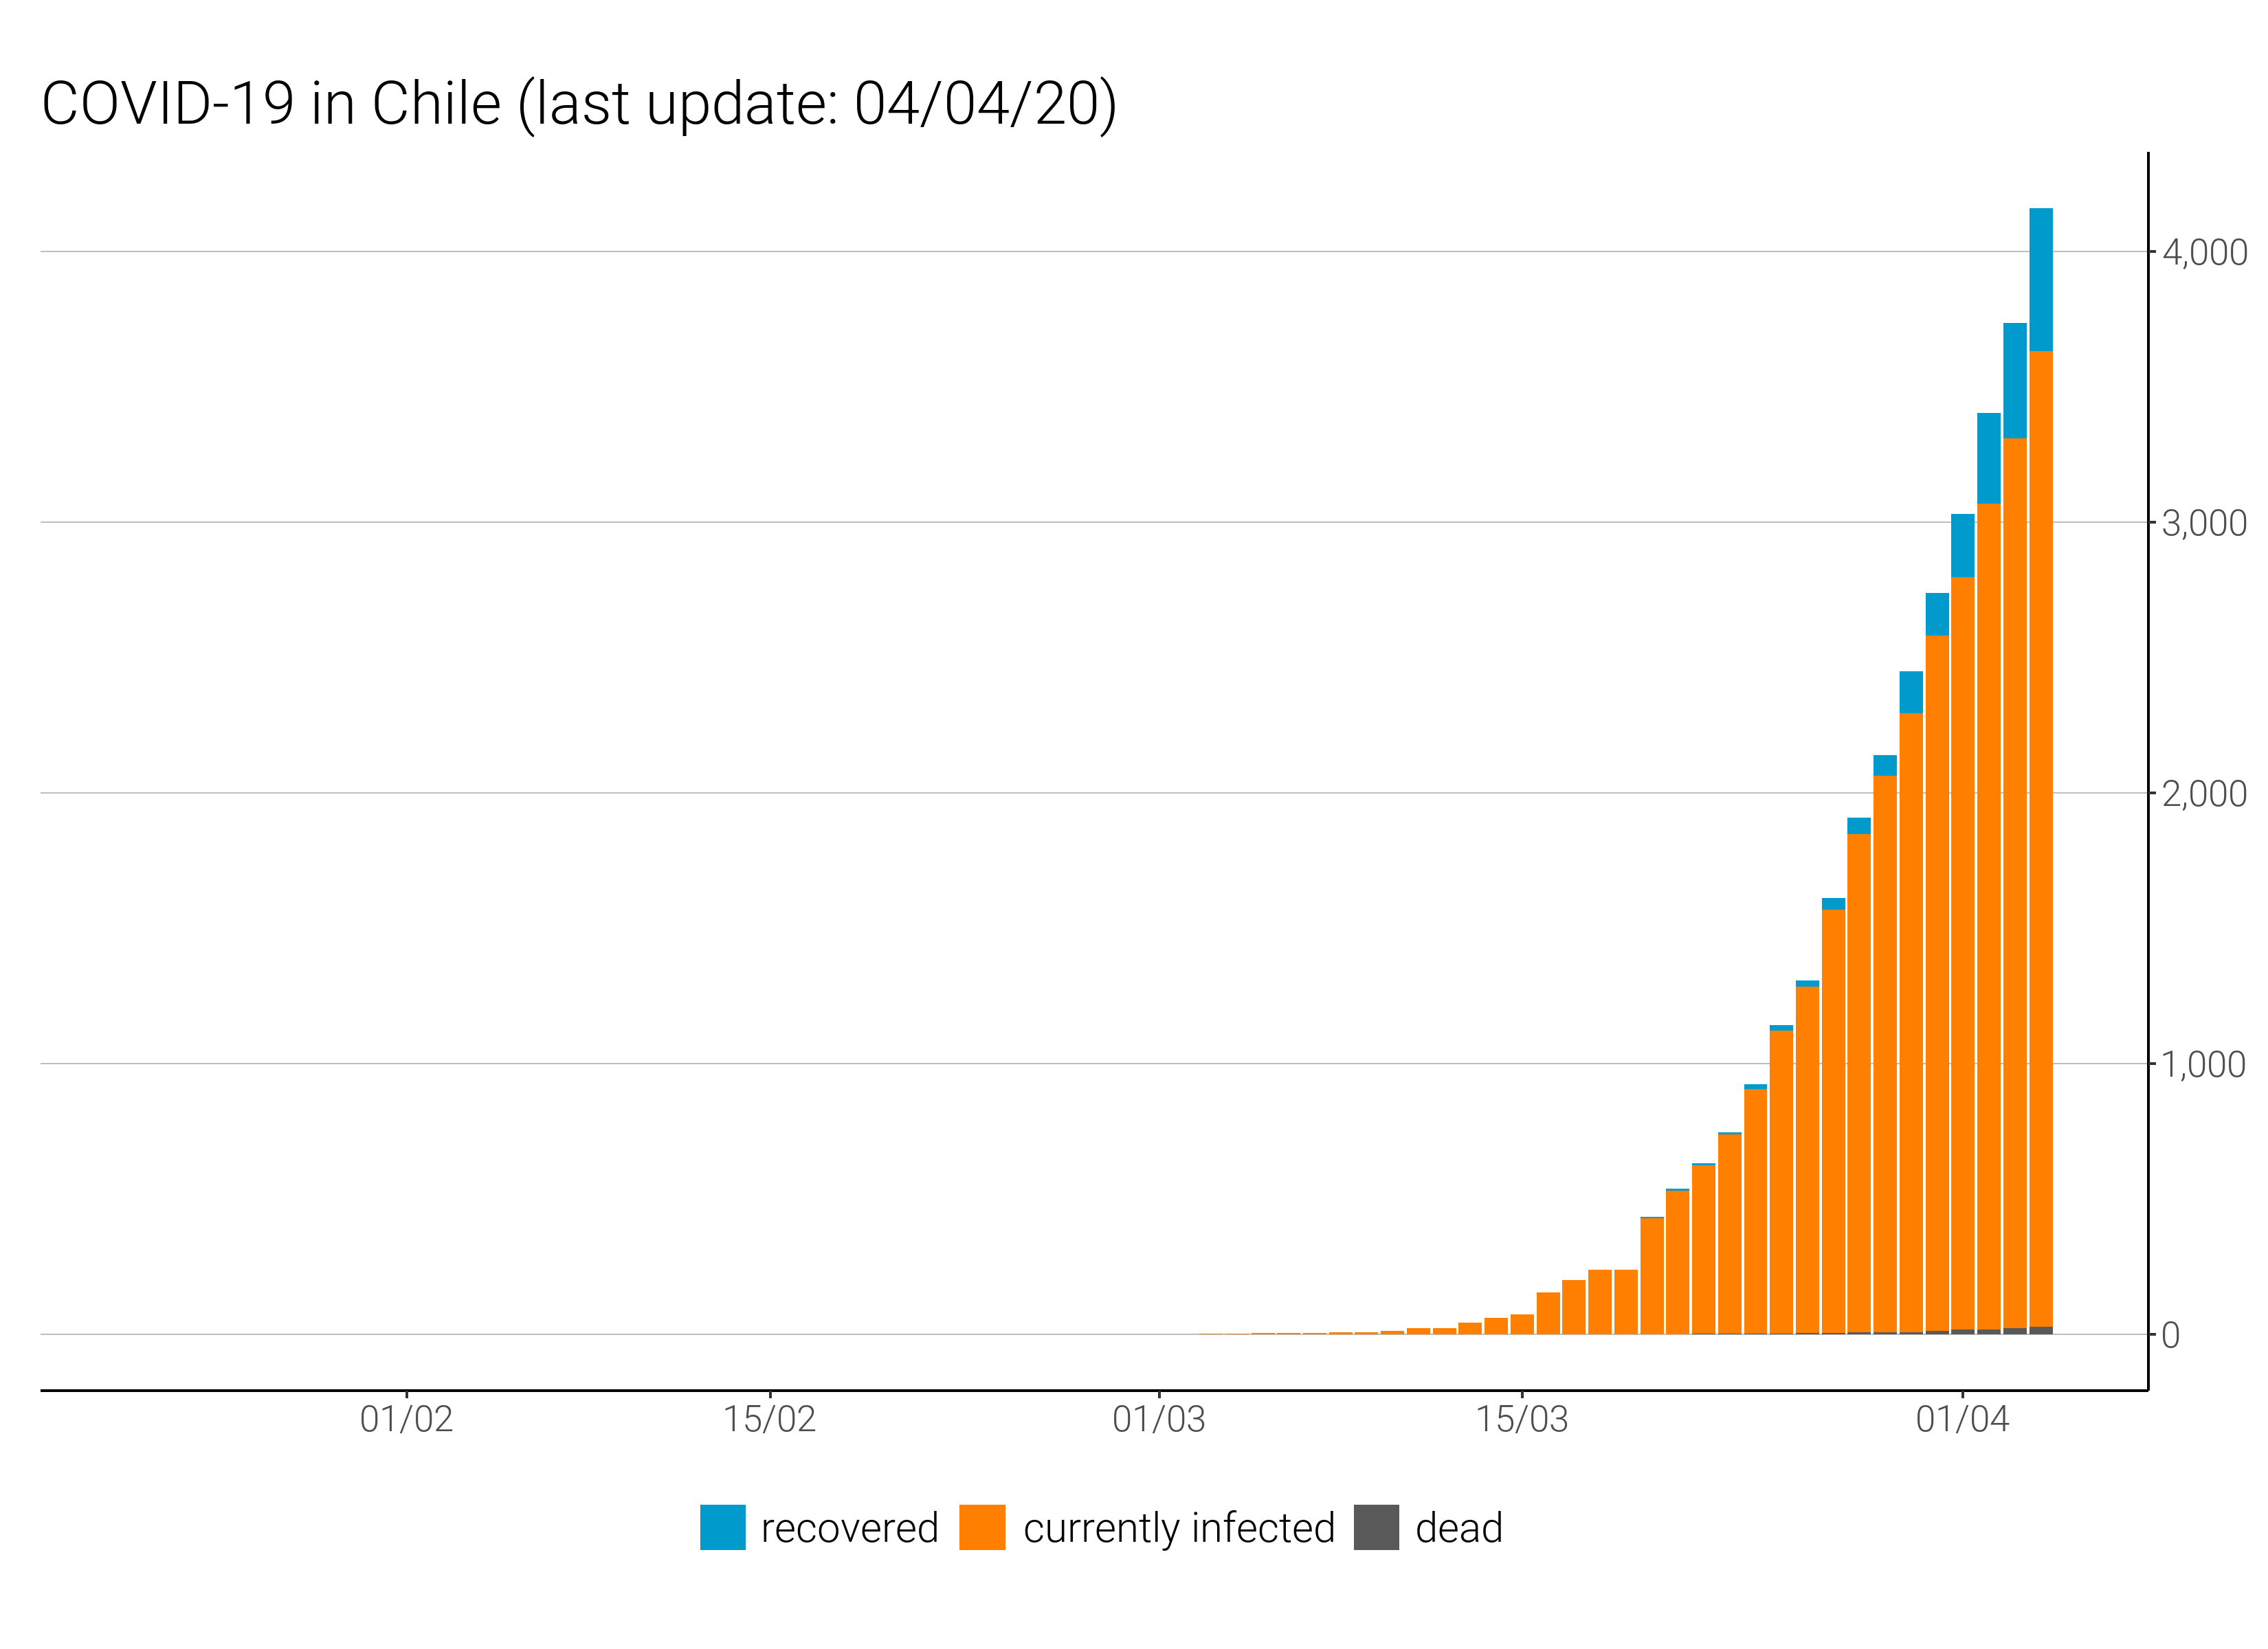 COVID-19 in Chile (last update: 04/04/20)
4,000
3,000
2,000
1,000
0
01/02 15/02 01/03 15/03 01/04
recovered currently infected dead